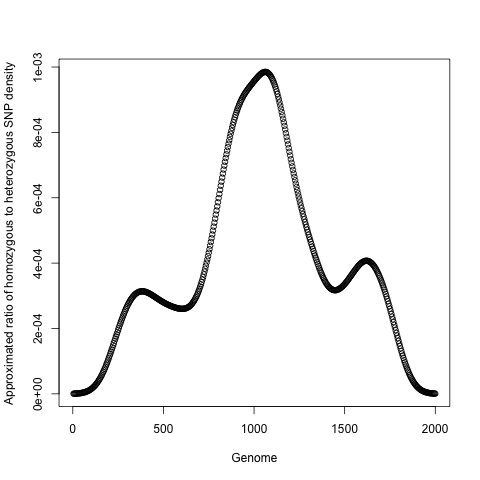 Approximated ratio of homozygous to heterozygous SNP density
1e-03
8e-04
6e-04
4e-04
2e-04
0e+00
0 500 1000 1500 2000
Genome